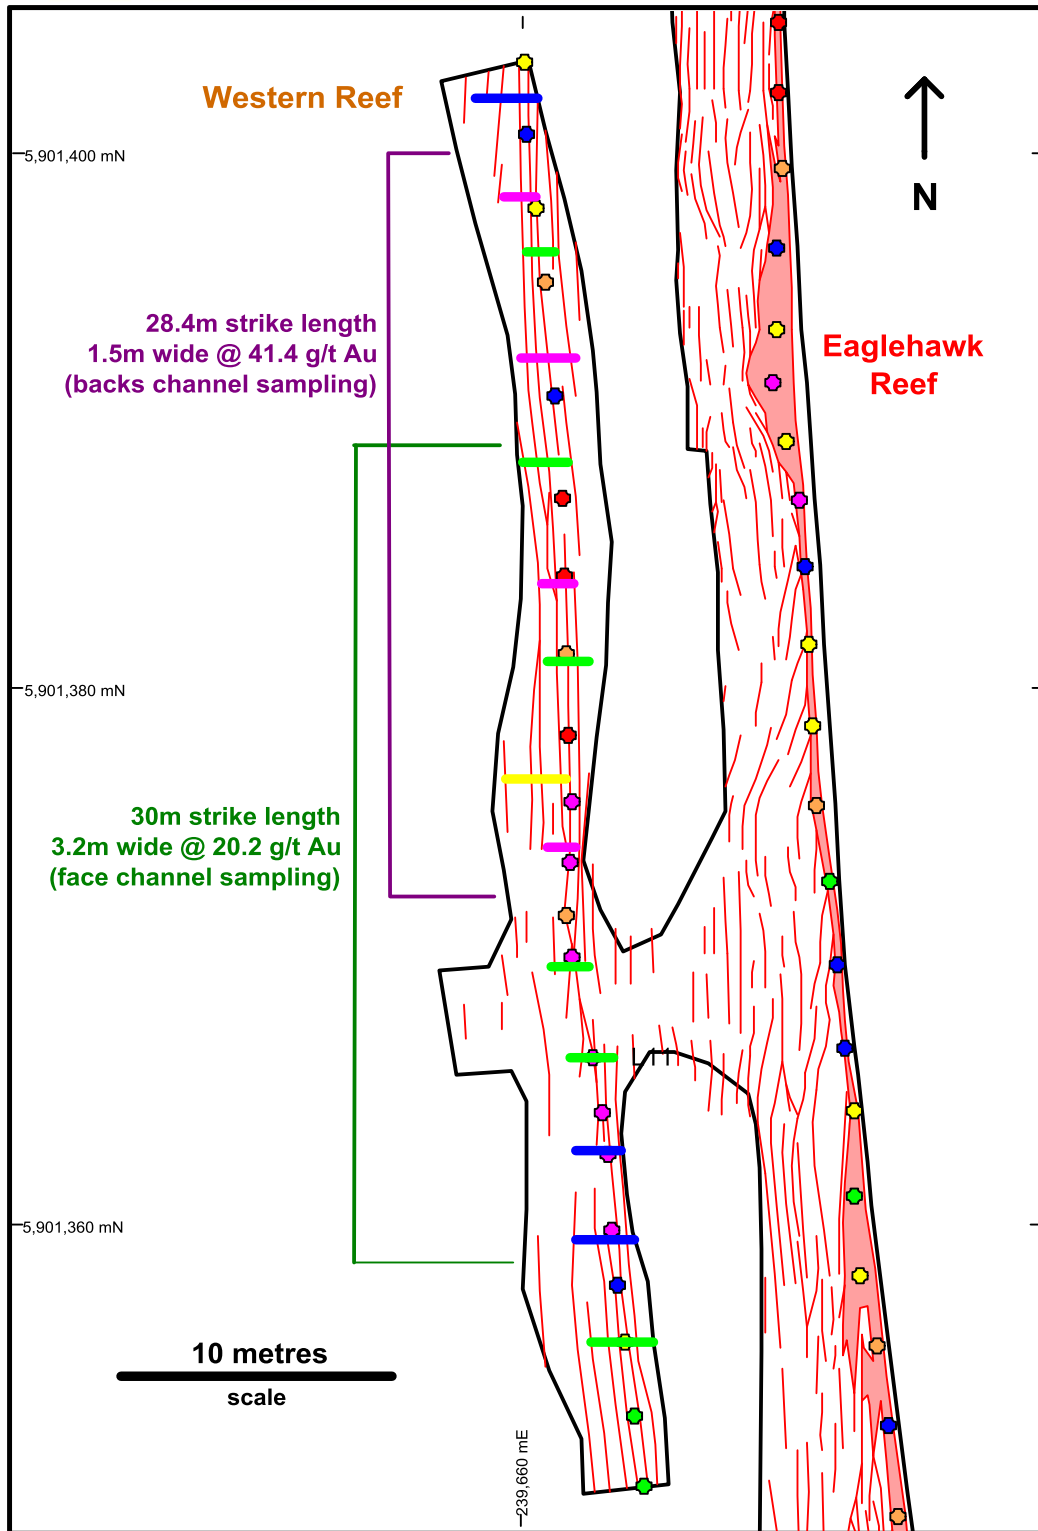 Western Reef
5,901,400 mN
N
28.4m strike length
1.5m wide @ 41.4 g/t Au
(backs channel sampling)
Eaglehawk
Reef
5,901,380 mN
30m strike length
3.2m wide @ 20.2 g/t Au
(face channel sampling)
5,901,360 mN
10 metres
scale
239,660 mE